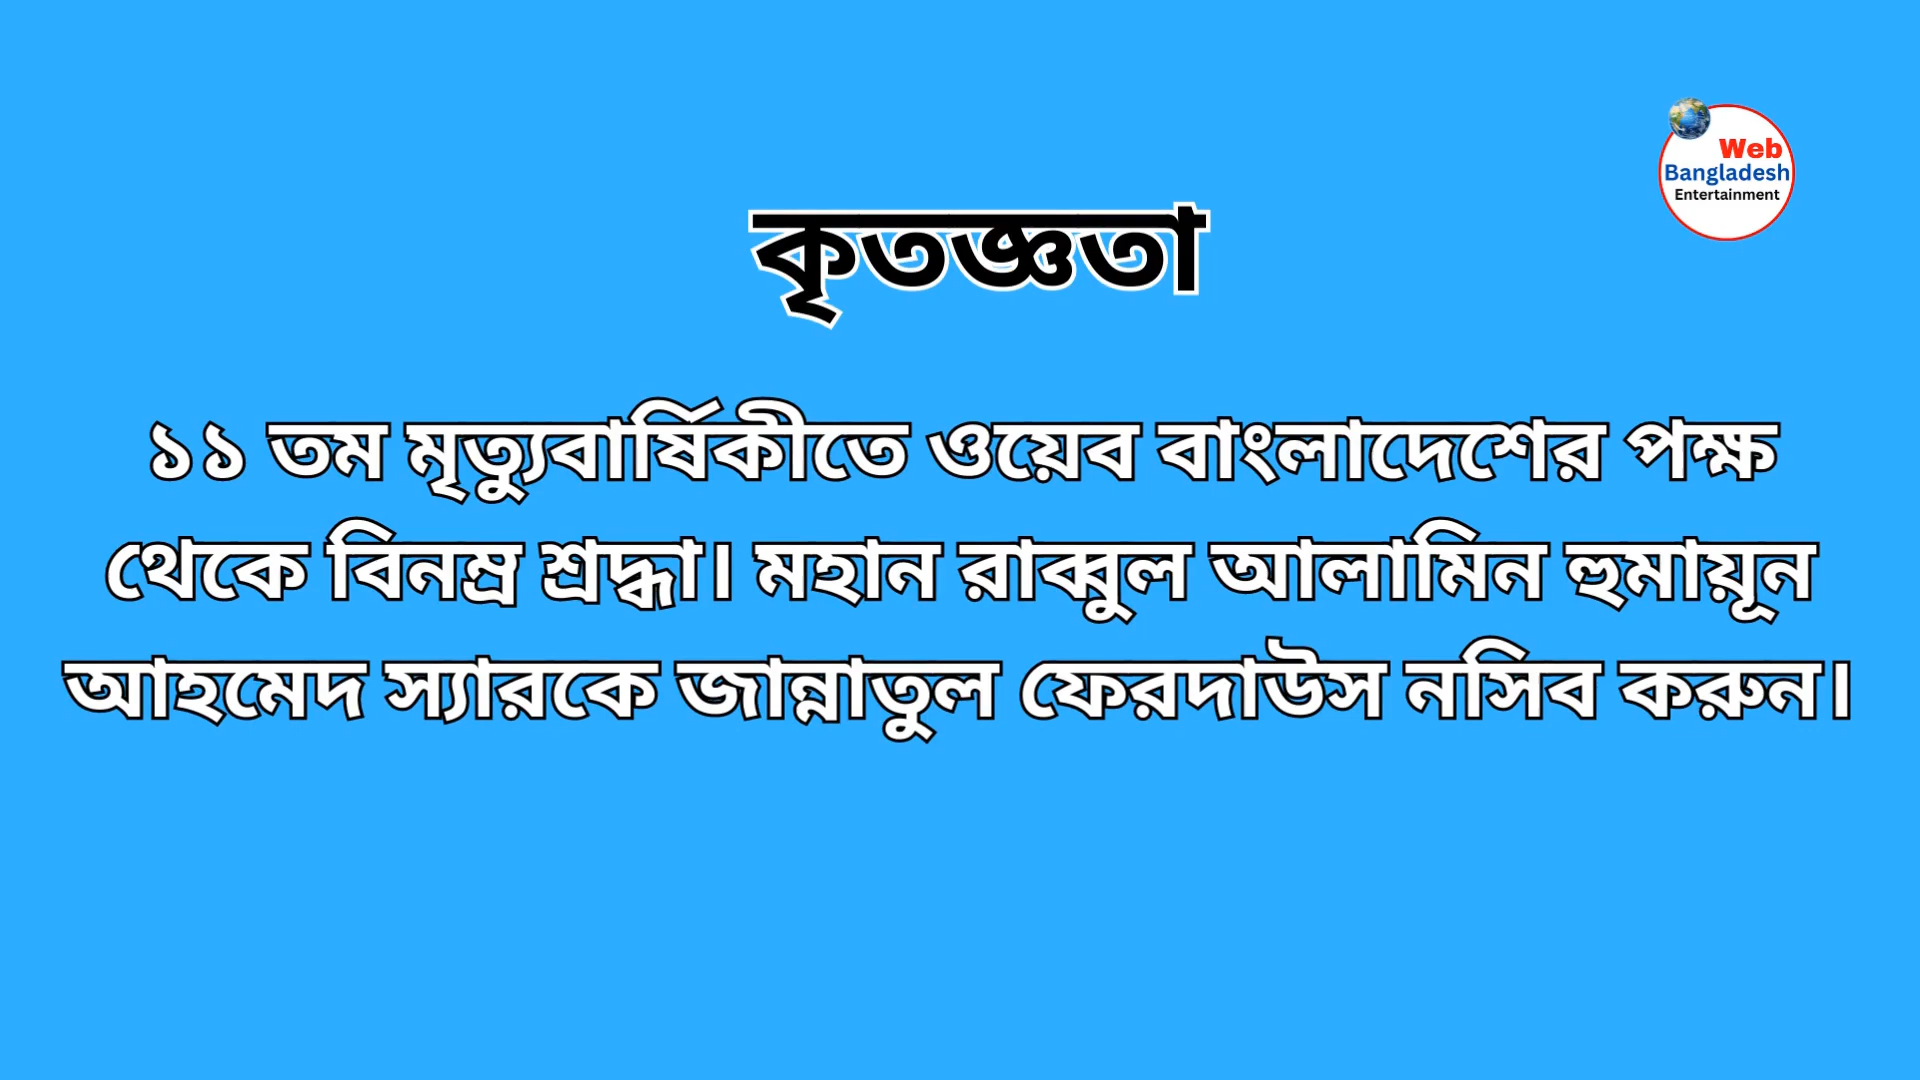 Web
Bangladesh
Entertainment
কৃতজ্ঞতা
১১ তম মৃত্যুবার্ষিকীতে ওয়েব বাংলাদেশের পক্ষ
থেকে বিনম্র শ্রদ্ধা। মহান রাব্বুল আলামিন হুমায়ূন
আহমেদ স্যারকে জান্নাতুল ফেরদাউস নসিব করুন।